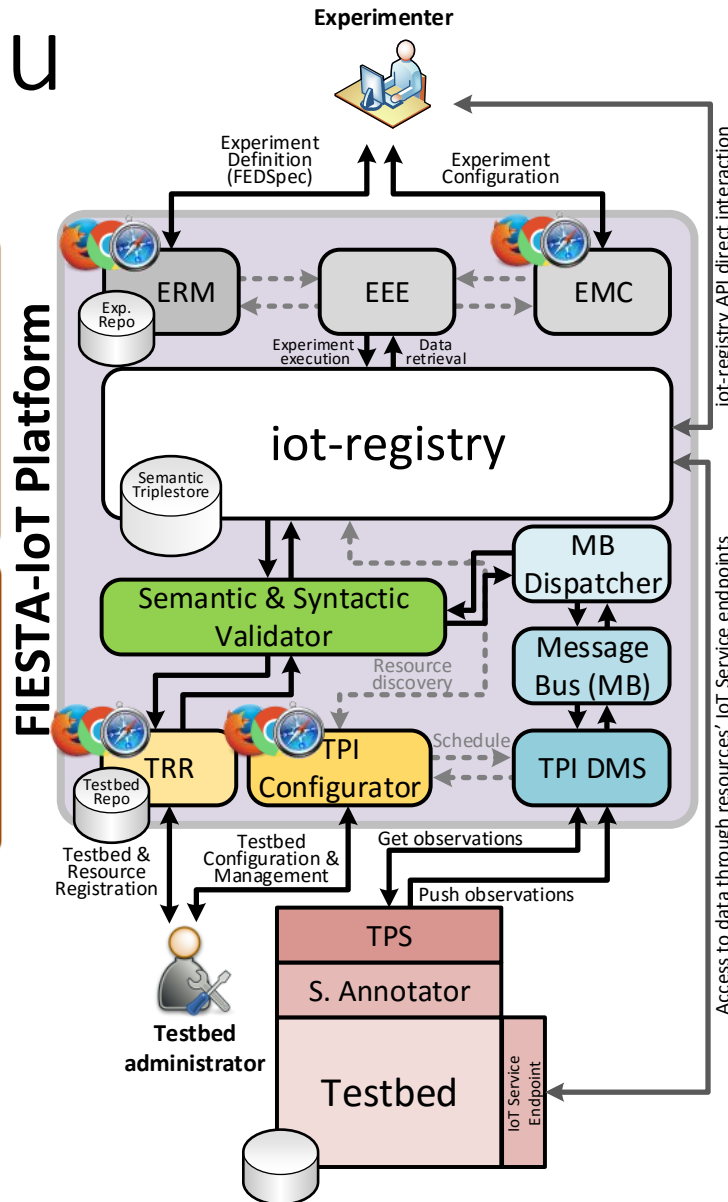 u
Experimenter
Experiment
Definition
(FEDSpec)
Experiment
Configuration
iot-registry API direct interaction
FIESTA-IoT Platform
ERM
EEE
EMC
Exp.
Repo
Experiment
execution
Data
retrieval
iot-registry
Semantic
Triplestore
MB
Dispatcher
Semantic & Syntactic
Validator
Message
Bus (MB)
Resource
discovery
TRR
TPI
Configurator
Schedule
TPI DMS
Testbed
Repo
Testbed &
Resource
Registration
Testbed
Configuration &
Management
Get observations
Push observations
Access to data through resources’ IoT Service endpoints
TPS
S. Annotator
Testbed
administrator
Testbed
IoT Service
Endpoint